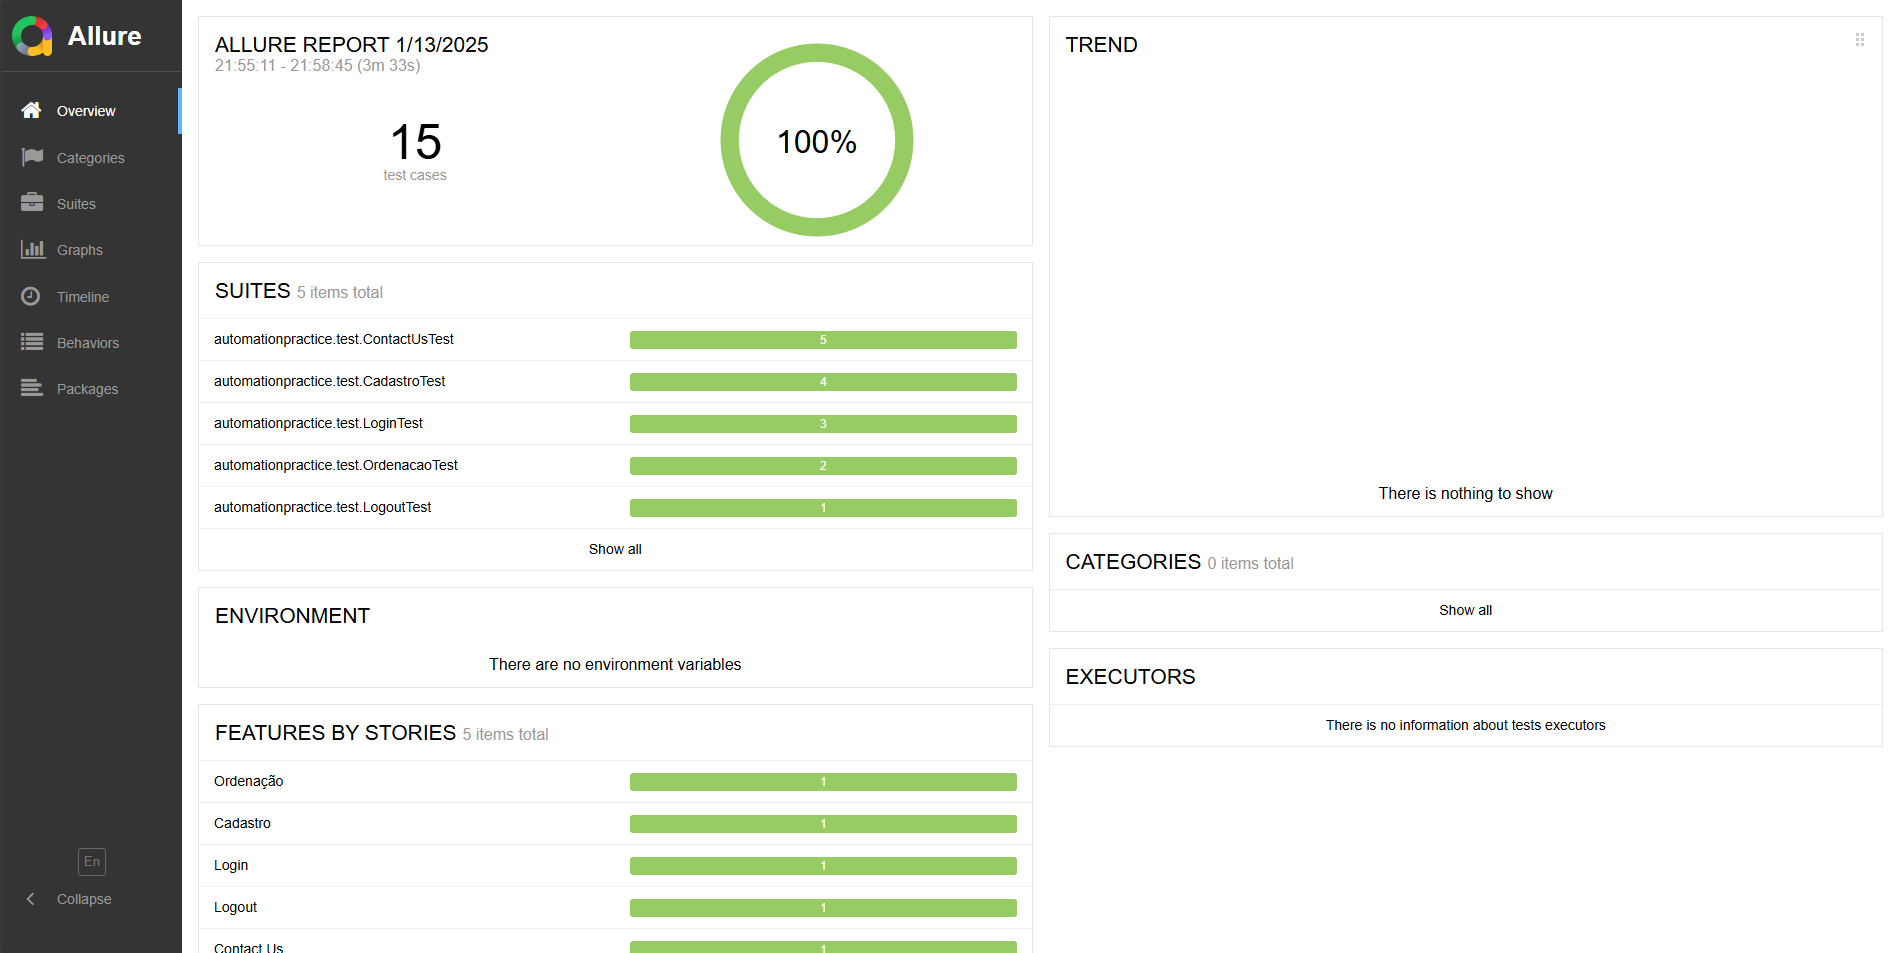 Allure
Overview
Categories
Suites
Graphs
Timeline
Behaviors
Packages
En
Collapse
ALLURE REPORT 1/13/2025
21:55:11 - 21:58:45 (3m 33s)
15
test cases
100%
SUITES 5 items total
automationpractice.test.ContactUsTest 5
automationpractice.test.CadastroTest 4
automationpractice.test.LoginTest 3
automationpractice.test.OrdenacaoTest 2
automationpractice.test.LogoutTest 1
Show all
ENVIRONMENT
There are no environment variables
FEATURES BY STORIES 5 items total
Ordenação 1
Cadastro 1
Login 1
Logout 1
Contact Us 1
TREND
There is nothing to show
CATEGORIES 0 items total
Show all
EXECUTORS
There is no information about tests executors